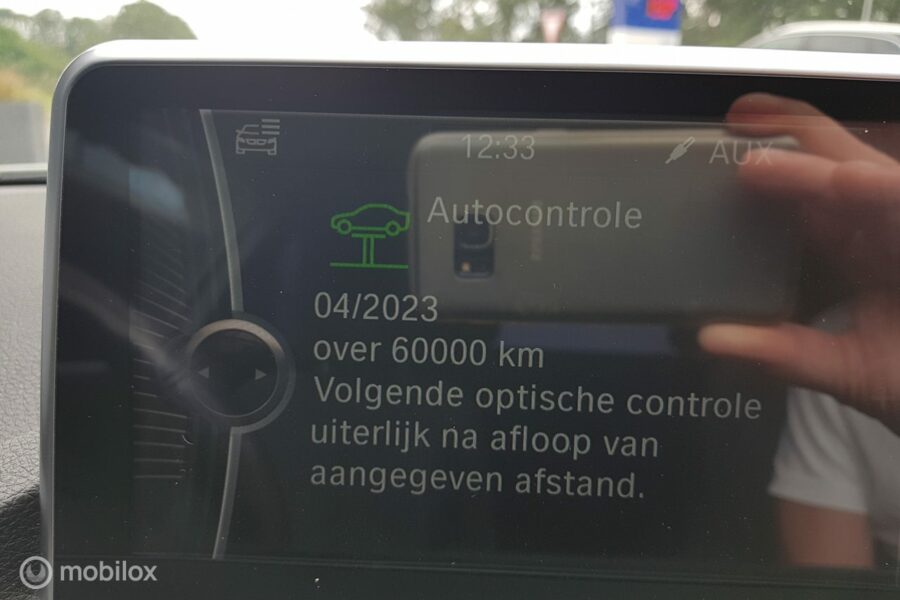 12:33
AUX
Autocontrole
04/2023
over 60000 km
Volgende optische controle
uiterlijk na afloop van
aangegeven afstand.
mobilox